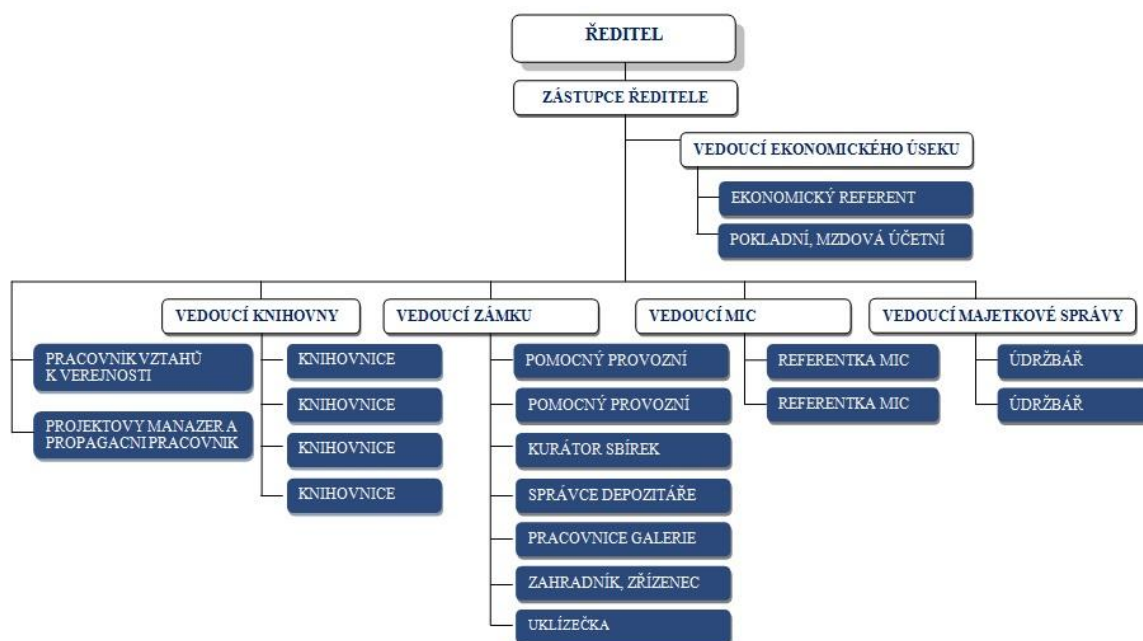 ŘEDITEL
ZÁSTUPCE ŘEDITELE
VEDOUCÍ EKONOMICKÉHO ÚSEKU
EKONOMICKÝ REFERENT
POKLADNÍ, MZDOVÁ ÚČETNÍ
PRACOVNÍK VZTAHŮ
K VEREJNOSTI
PROJEKTOVY MANAZER A
PROPAGACNI PRACOVNIK
VEDOUCÍ KNIHOVNY
KNIHOVNICE
KNIHOVNICE
KNIHOVNICE
KNIHOVNICE
VEDOUCÍ ZÁMKU
POMOCNÝ PROVOZNÍ
POMOCNÝ PROVOZNÍ
KURÁTOR SBÍREK
SPRÁVCE DEPOZITÁŘE
PRACOVNICE GALERIE
ZAHRADNÍK, ZŘÍZENEC
UKLÍZEČKA
VEDOUCÍ MIC
REFERENTKA MIC
REFERENTKA MIC
VEDOUCÍ MAJETKOVÉ SPRÁVY
ÚDRŽBÁŘ
ÚDRŽBÁŘ